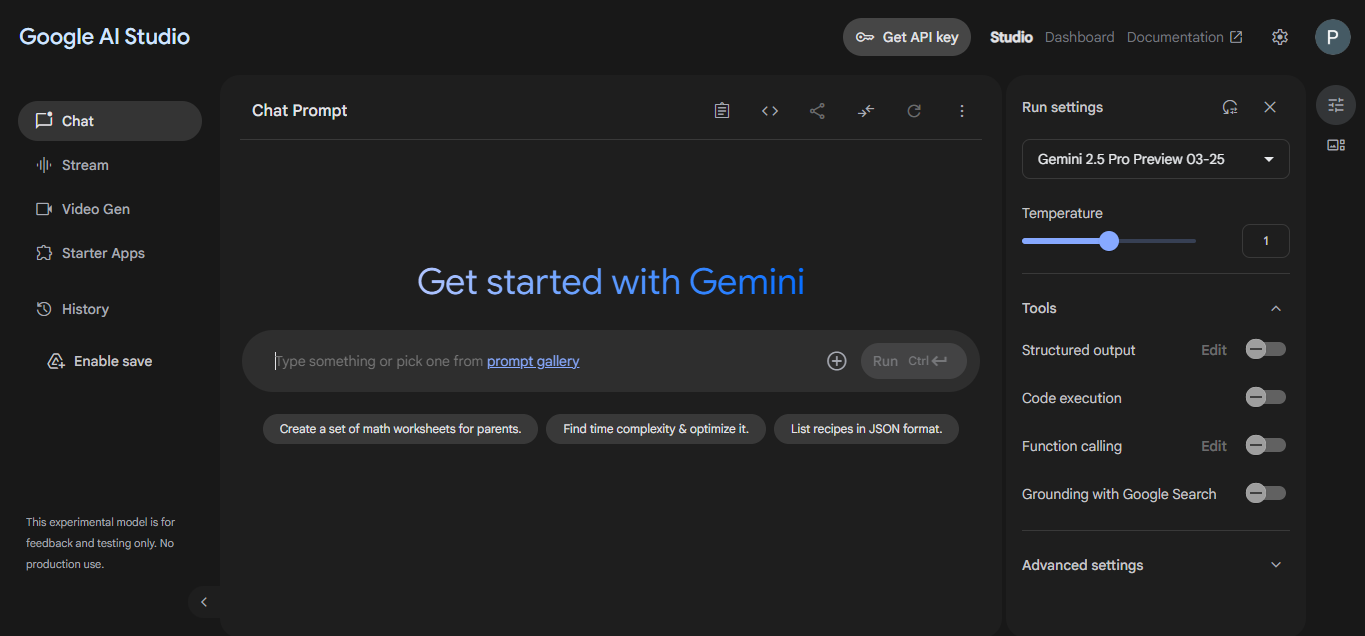 Google AI Studio
Get API key
Studio
Dashboard
Documentation
P
Chat
Stream
Video Gen
Starter Apps
History
Enable save
This experimental model is for
feedback and testing only. No
production use.
Chat Prompt
Get started with Gemini
Type something or pick one from prompt gallery
Run Ctrl
Create a set of math worksheets for parents.
Find time complexity & optimize it.
List recipes in JSON format.
Run settings
Gemini 2.5 Pro Preview 03-25
Temperature
1
Tools
Structured output Edit
Code execution
Function calling Edit
Grounding with Google Search
Advanced settings